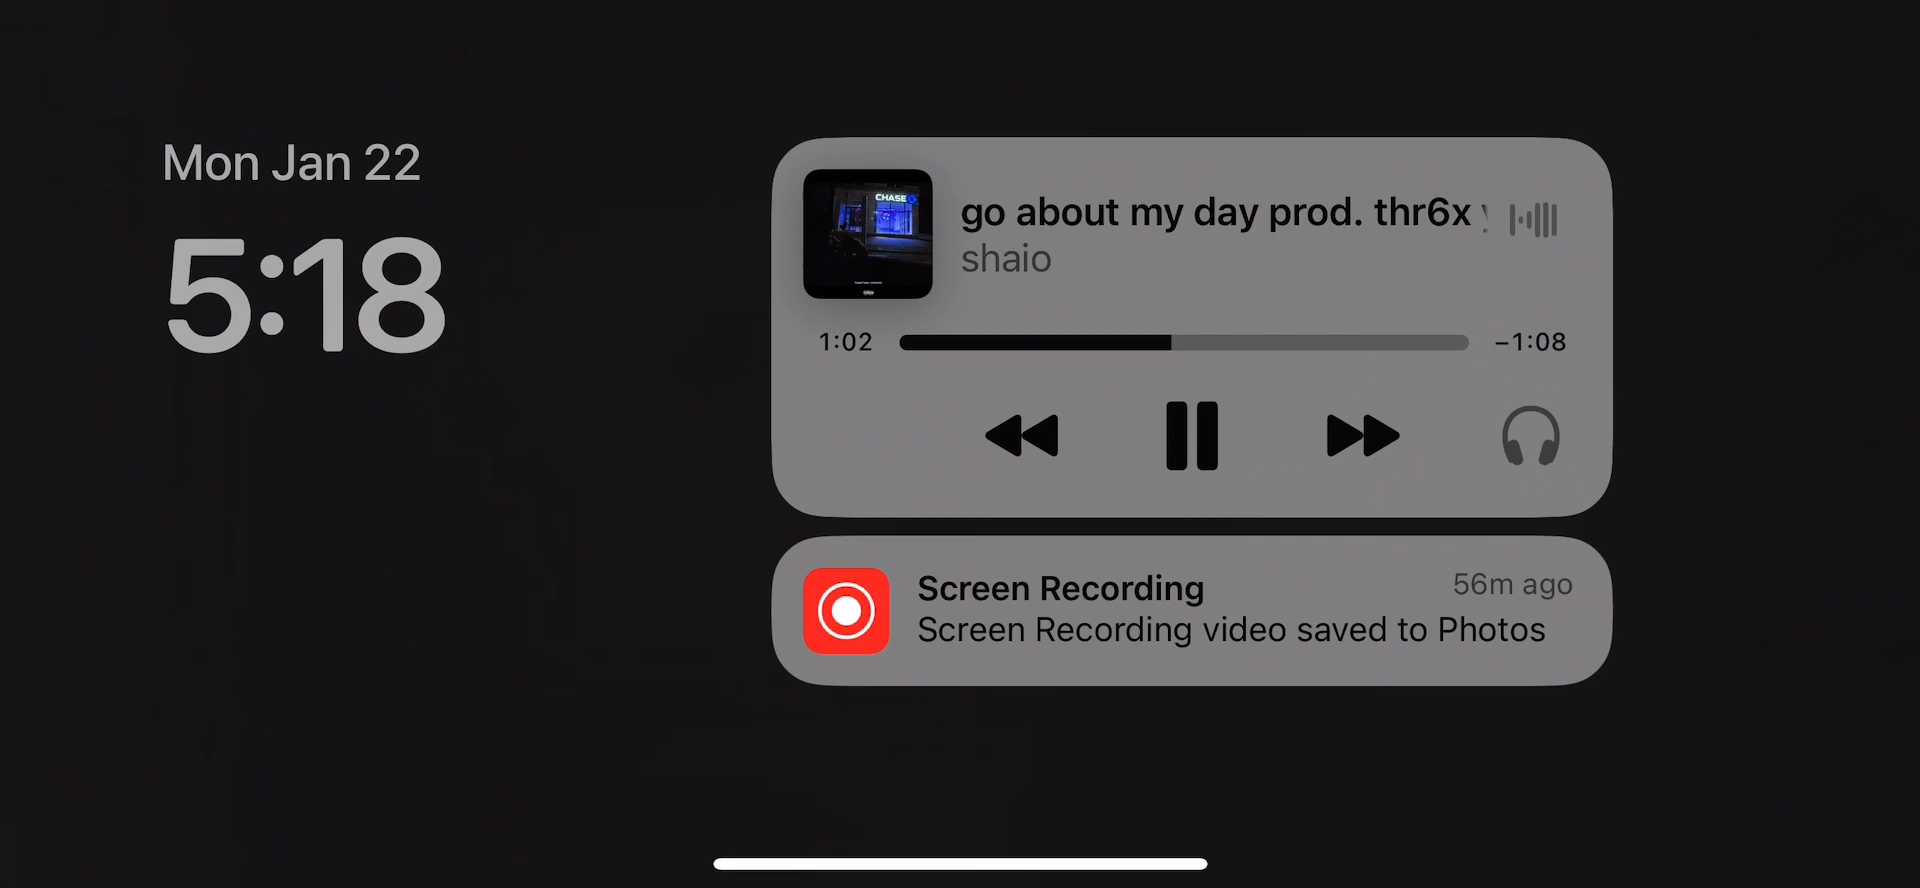 Mon Jan 22
5:18
CHASE
go about my day prod. thr6x
shaio
1:02
−1:08
Screen Recording
56m ago
Screen Recording video saved to Photos